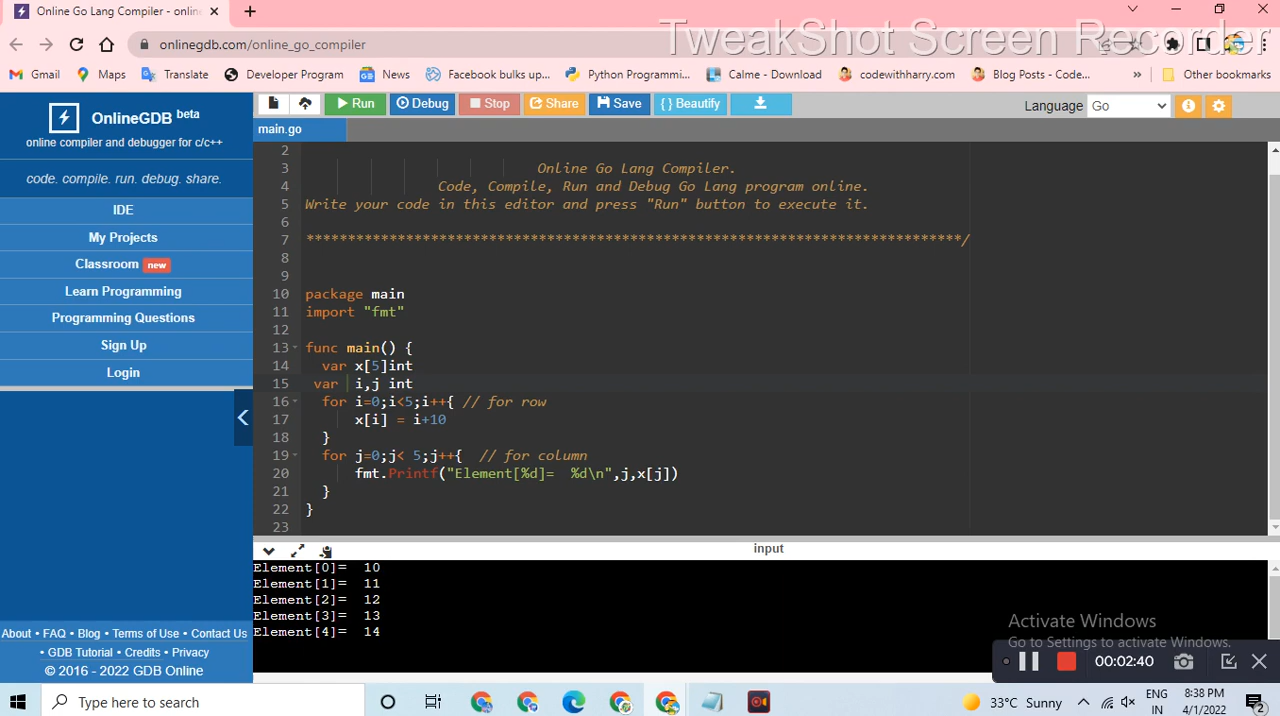 Online Go Lang Compiler - onlin
TweakShot Screen Recorder
onlinegdb.com/online_go_compiler
Gmail Maps Translate Developer Program News Facebook bulks up... Python Programmi... Calme - Download codewithharry.com Blog Posts - Code... » Other bookmarks
OnlineGDB beta
online compiler and debugger for c/c++
code. compile. run. debug. share.
IDE
My Projects
Classroom new
Learn Programming
Programming Questions
Sign Up
Login
About • FAQ • Blog • Terms of Use • Contact Us
• GDB Tutorial • Credits • Privacy
© 2016 - 2022 GDB Online
Run Debug Stop Share Save { } Beautify Language Go
main.go
2
3 Online Go Lang Compiler.
4 Code, Compile, Run and Debug Go Lang program online.
5 Write your code in this editor and press "Run" button to execute it.
6
7 *******************************************************************************/
8
9
10 package main
11 import "fmt"
12
13 func main() {
14 var x[5]int
15 var i,j int
16 for i=0;i<5;i++{ // for row
17 x[i] = i+10
18 }
19 for j=0;j< 5;j++{ // for column
20 fmt.Printf("Element[%d]= %d\n",j,x[j])
21 }
22 }
23
input
Element[0]= 10
Element[1]= 11
Element[2]= 12
Element[3]= 13
Element[4]= 14
Activate Windows
Go to Settings to activate Windows.
00:02:40
Type here to search
33°C Sunny
ENG
IN
8:38 PM
4/1/2022
2